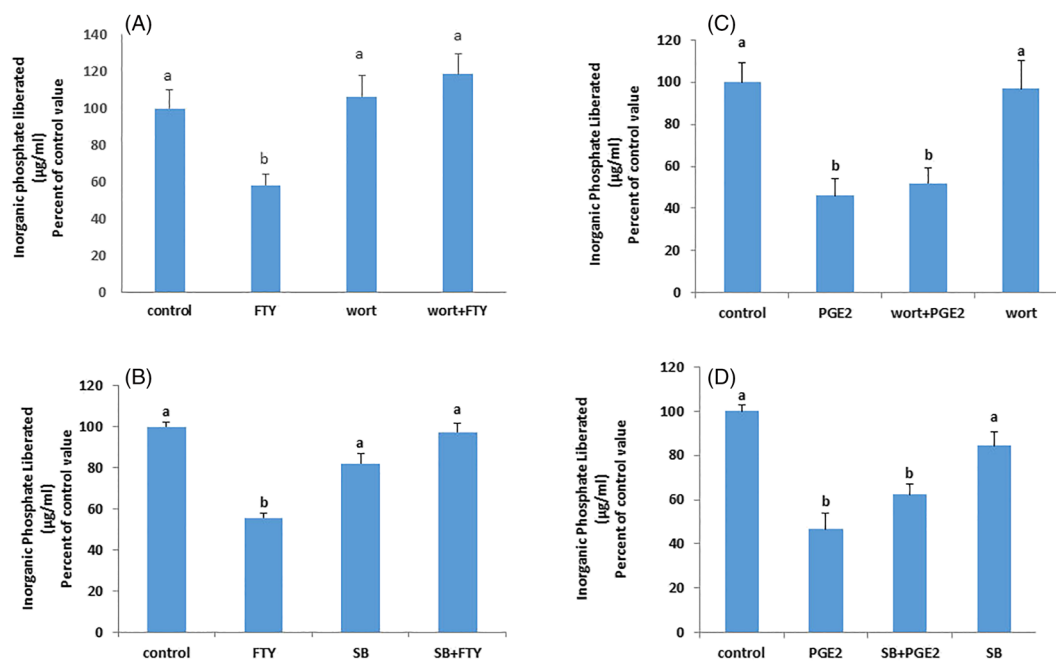 (A)
Inorganic phosphate liberated
(µg/ml)
Percent of control value
140
120
100
80
60
40
20
0
a
b
a
a
control FTY wort wort+FTY
(C)
Inorganic Phosphate Liberated
(µg/ml)
Percent of control value
120
100
80
60
40
20
0
a
b
b
a
control PGE2 wort+PGE2 wort
(B)
Inorganic Phosphate Liberated
(µg/ml)
Percent of control value
120
100
80
60
40
20
0
a
b
a
a
control FTY SB SB+FTY
(D)
Inorganic Phosphate Liberated
(µg/ml)
Percent of control value
120
100
80
60
40
20
0
a
b
b
a
control PGE2 SB+PGE2 SB